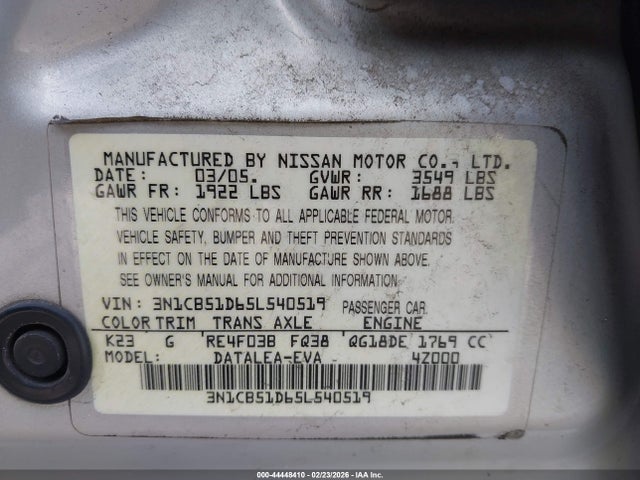 MANUFACTURED BY NISSAN MOTOR CO., LTD.
DATE: 03/05. GVWR: 3549 LBS
GAWR FR: 1922 LBS GAWR RR: 1688 LBS
THIS VEHICLE CONFORMS TO ALL APPLICABLE FEDERAL MOTOR
VEHICLE SAFETY, BUMPER AND THEFT PREVENTION STANDARDS
IN EFFECT ON THE DATE OF MANUFACTURE SHOWN ABOVE.
SEE OWNER'S MANUAL FOR ADDITIONAL INFORMATION.
VIN: 3N1CB51D65L540519 PASSENGER CAR
COLOR TRIM TRANS AXLE ENGINE
K23 G RE4F03B FQ38 QG18DE 1769 CC
MODEL: DATALEA-EVA 4Z000
3N1CB51D65L540519
000-44448410 - 02/23/2026 - IAA Inc.